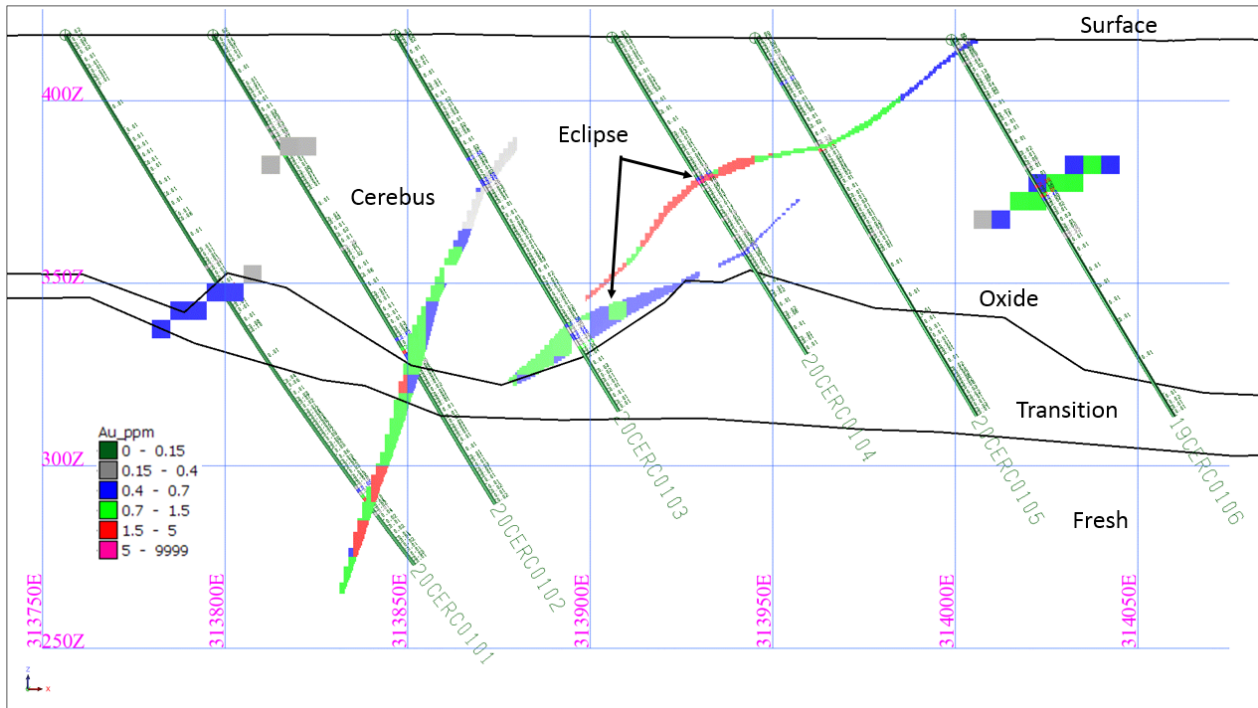 Surface
400Z
Eclipse
Cerebus
350Z
Oxide
20CERC0104
Transition
20CERC0103
20CERC0105
19CERC0106
Au_ppm
0 - 0.15
0.15 - 0.4
0.4 - 0.7
0.7 - 1.5
1.5 - 5
5 - 9999
300Z
Fresh
20CERC0102
20CERC0101
313750E
313800E
313850E
313900E
313950E
314000E
314050E
250Z
z
x